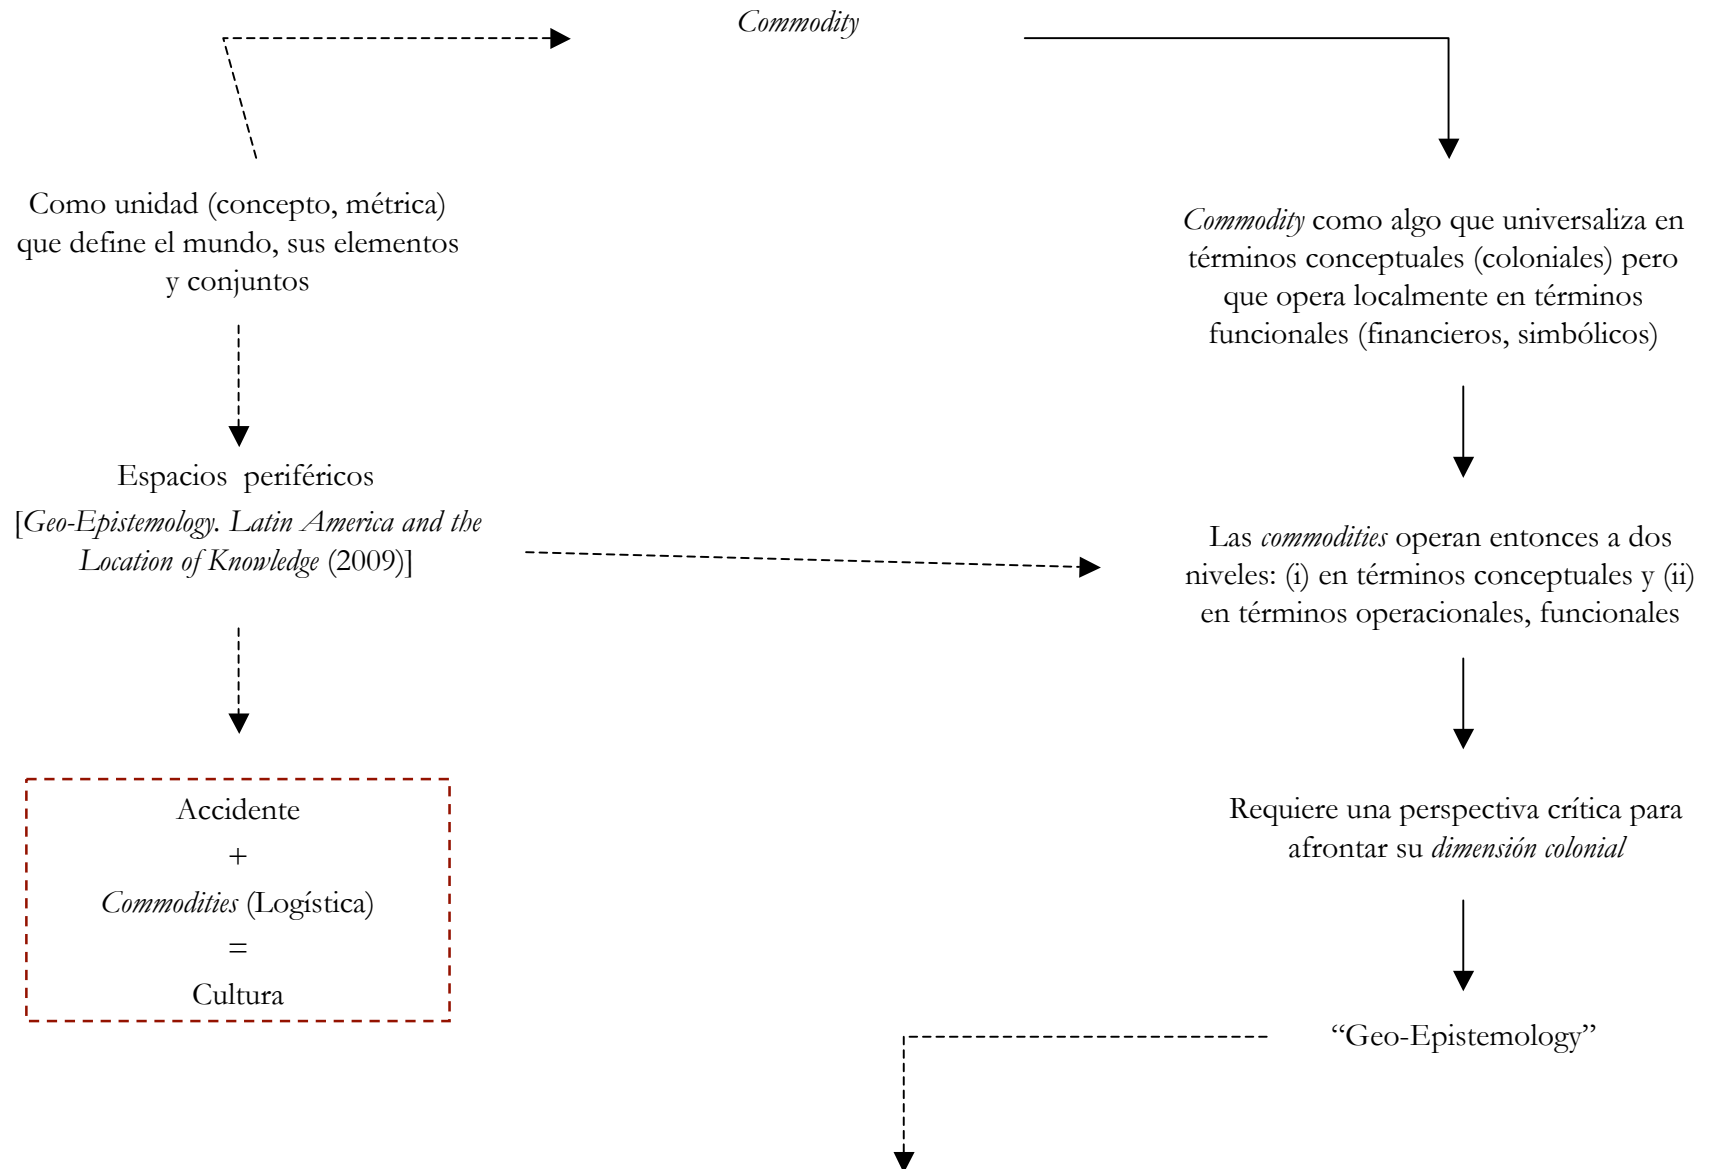 Commodity
Como unidad (concepto, métrica)
que define el mundo, sus elementos
y conjuntos
Espacios periféricos
[Geo-Epistemology. Latin America and the
Location of Knowledge (2009)]
Accidente
+
Commodities (Logística)
=
Cultura
Commodity como algo que universaliza en
términos conceptuales (coloniales) pero
que opera localmente en términos
funcionales (financieros, simbólicos)
Las commodities operan entonces a dos
niveles: (i) en términos conceptuales y (ii)
en términos operacionales, funcionales
Requiere una perspectiva crítica para
afrontar su dimensión colonial
“Geo-Epistemology”